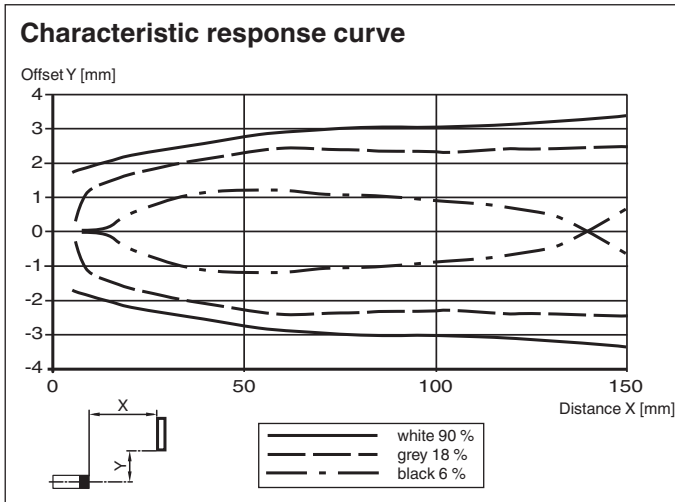 Characteristic response curve
Offset Y [mm]
4
3
2
1
0
-1
-2
-3
-4
0 50 100 150
Distance X [mm]
X
Y
white 90 %
grey 18 %
black 6 %